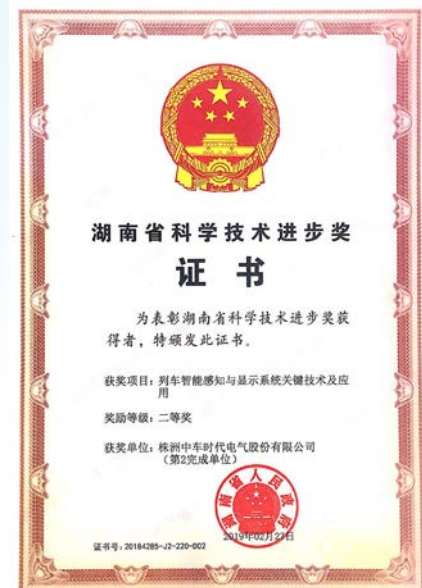 湖南省科学技术进步奖
证书
为表彰湖南省科学技术进步奖获
得者，特颁发此证书。
获奖项目：列车智能感知与显示系统关键技术及应
用
奖励等级：二等奖
获奖单位：株洲中车时代电气股份有限公司
（第2完成单位）
湖南省人民政府
2019年02月27日
证书号：20184285-J2-220-002